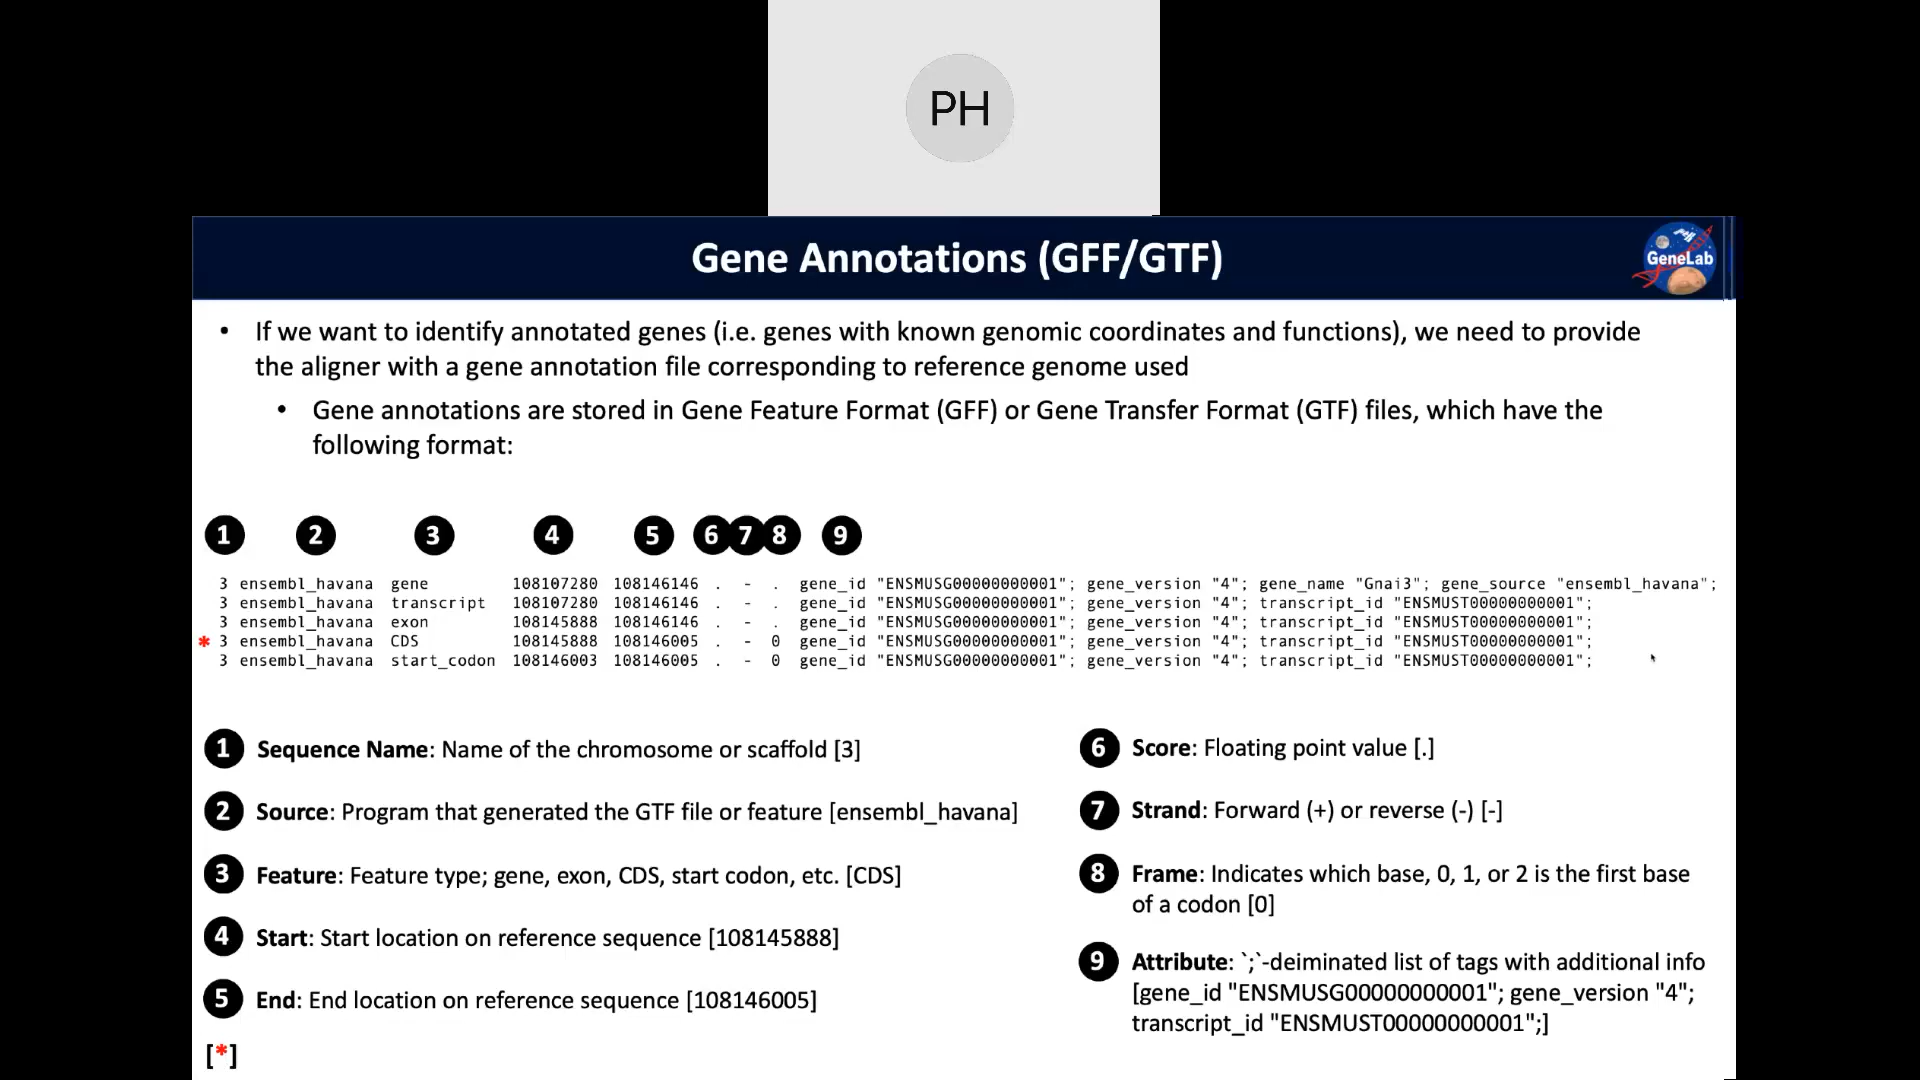 PH
Gene Annotations (GFF/GTF)
GeneLab
• If we want to identify annotated genes (i.e. genes with known genomic coordinates and functions), we need to provide
the aligner with a gene annotation file corresponding to reference genome used
• Gene annotations are stored in Gene Feature Format (GFF) or Gene Transfer Format (GTF) files, which have the
following format:
1 2 3 4 5 6 7 8 9
3 ensembl_havana gene 108107280 108146146 . - . gene_id "ENSMUSG00000000001"; gene_version "4"; gene_name "Gnai3"; gene_source "ensembl_havana";
3 ensembl_havana transcript 108107280 108146146 . - . gene_id "ENSMUSG00000000001"; gene_version "4"; transcript_id "ENSMUST00000000001";
3 ensembl_havana exon 108145888 108146146 . - . gene_id "ENSMUSG00000000001"; gene_version "4"; transcript_id "ENSMUST00000000001";
* 3 ensembl_havana CDS 108145888 108146005 . - 0 gene_id "ENSMUSG00000000001"; gene_version "4"; transcript_id "ENSMUST00000000001";
3 ensembl_havana start_codon 108146003 108146005 . - 0 gene_id "ENSMUSG00000000001"; gene_version "4"; transcript_id "ENSMUST00000000001";
1 Sequence Name: Name of the chromosome or scaffold [3]
2 Source: Program that generated the GTF file or feature [ensembl_havana]
3 Feature: Feature type; gene, exon, CDS, start codon, etc. [CDS]
4 Start: Start location on reference sequence [108145888]
5 End: End location on reference sequence [108146005]
[*]
6 Score: Floating point value [.]
7 Strand: Forward (+) or reverse (-) [-]
8 Frame: Indicates which base, 0, 1, or 2 is the first base
of a codon [0]
9 Attribute: `;`-deiminated list of tags with additional info
[gene_id "ENSMUSG00000000001"; gene_version "4";
transcript_id "ENSMUST00000000001";]